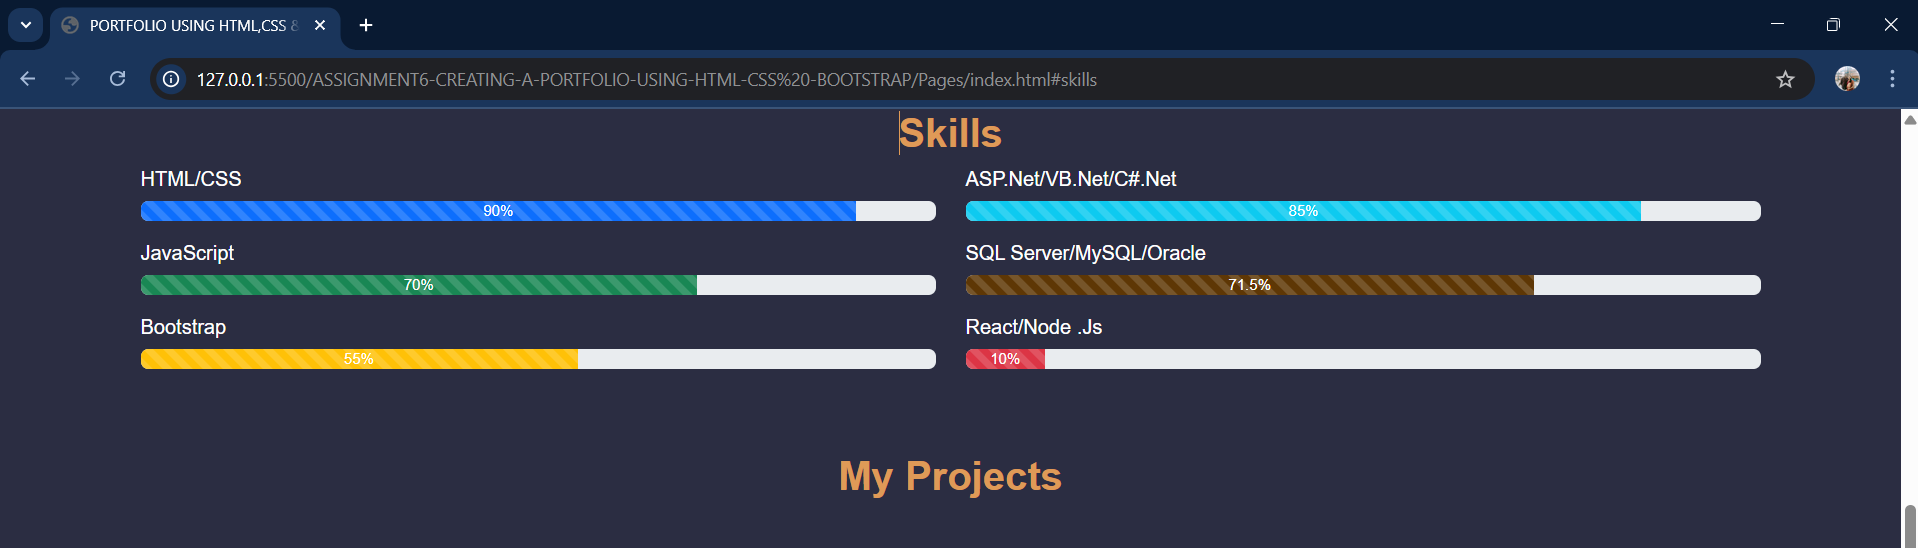 PORTFOLIO USING HTML,CSS &
127.0.0.1:5500/ASSIGNMENT6-CREATING-A-PORTFOLIO-USING-HTML-CSS%20-BOOTSTRAP/Pages/index.html#skills
Skills
HTML/CSS
90%
ASP.Net/VB.Net/C#.Net
85%
JavaScript
70%
SQL Server/MySQL/Oracle
71.5%
Bootstrap
55%
React/Node .Js
10%
My Projects